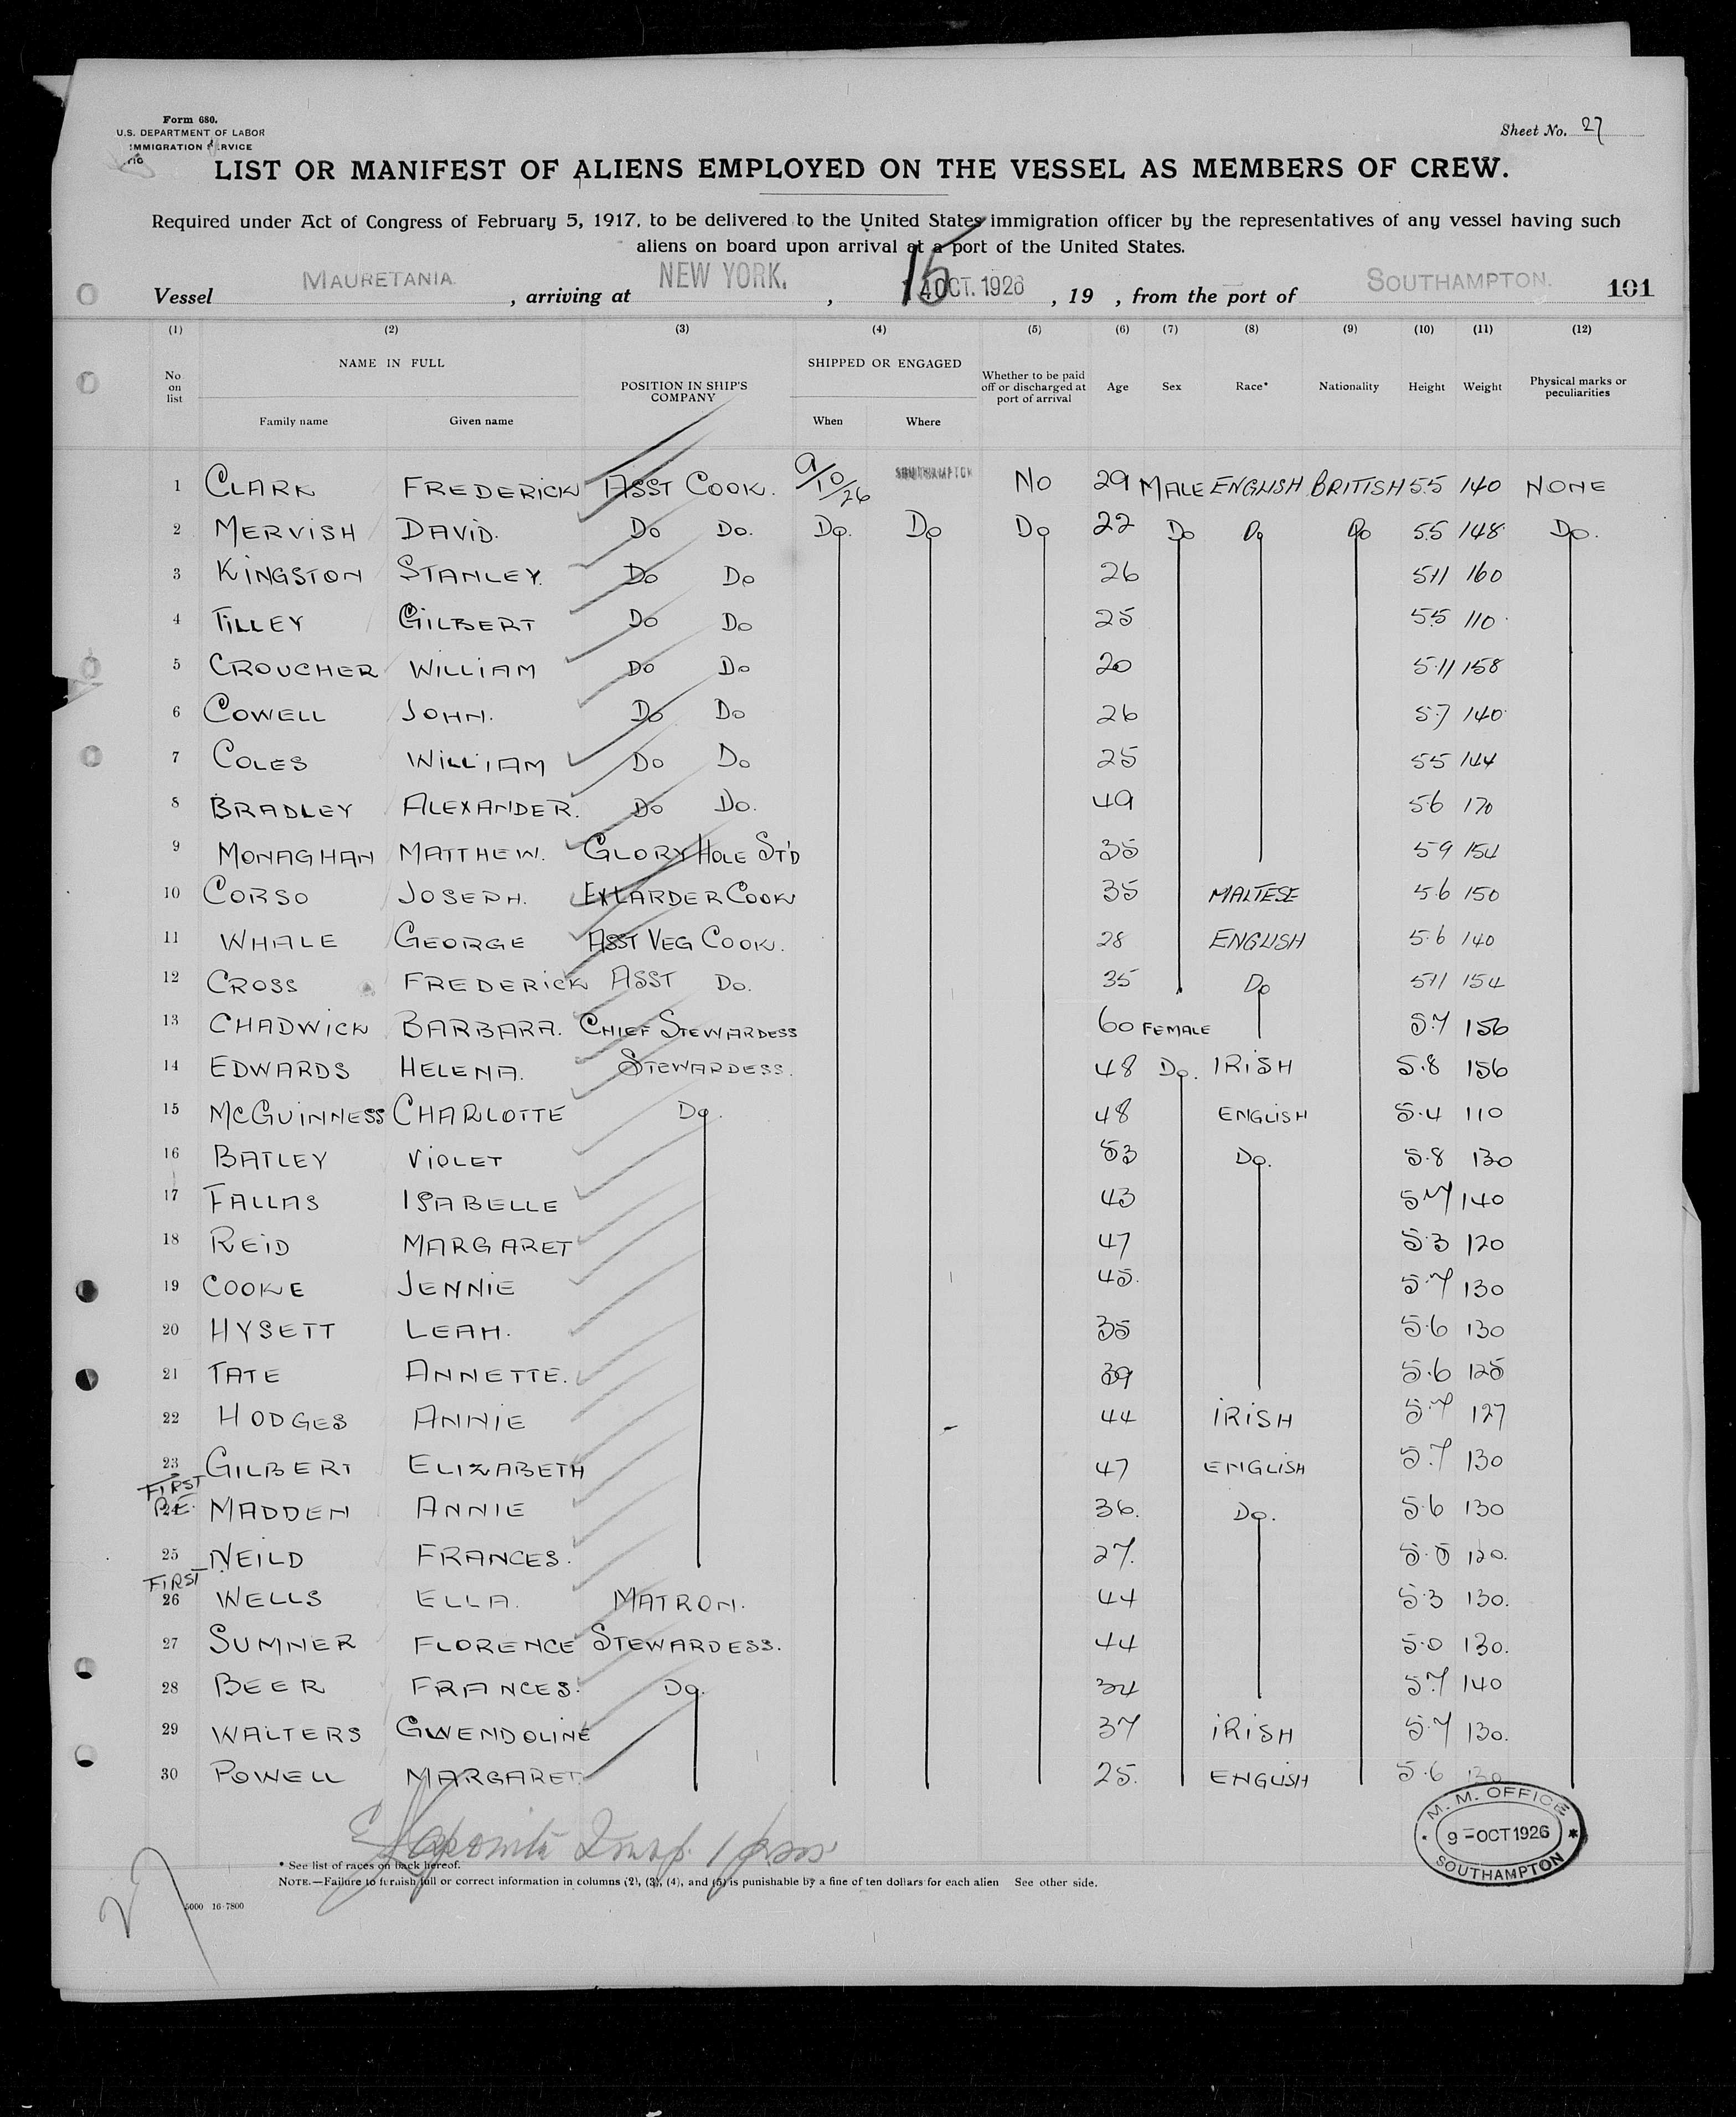 Form 680.
U.S. DEPARTMENT OF LABOR
IMMIGRATION SERVICE
Sheet No. 27
LIST OR MANIFEST OF ALIENS EMPLOYED ON THE VESSEL AS MEMBERS OF CREW.
Required under Act of Congress of February 5, 1917, to be delivered to the United States immigration officer by the representatives of any vessel having such
aliens on board upon arrival at a port of the United States.
Vessel MAURETANIA , arriving at NEW YORK. , 15 OCT. 1926 , 19 , from the port of SOUTHAMPTON. 101
(1) (2) (3) (4) (5) (6) (7) (8) (9) (10) (11) (12)
No on list NAME IN FULL Family name Given name POSITION IN SHIP'S COMPANY SHIPPED OR ENGAGED When Where Whether to be paid off or discharged at port of arrival Age Sex Race* Nationality Height Weight Physical marks or peculiarities
1 CLARK FREDERICK ASST COOK. 9/10/26 SOUTHAMPTON NO 29 MALE ENGLISH BRITISH 5.5 140 NONE
2 MERVISH DAVID. DO DO. DO. DO DO 22 DO DO DO 5.5 148 DO.
3 KINGSTON STANLEY. DO DO 26 5.11 160
4 TILLEY GILBERT DO DO 25 5.5 110
5 CROUCHER WILLIAM DO DO 20 5.11 158
6 COWELL JOHN. DO DO 26 5.7 140
7 COLES WILLIAM DO DO 25 5.5 144
8 BRADLEY ALEXANDER. DO DO. 49 5.6 170
9 MONAGHAN MATTHEW. GLORY HOLE ST'D 35 5.9 154
10 CORSO JOSEPH. EX LARDER COOK 35 MALTESE 5.6 150
11 WHALE GEORGE ASST VEG COOK. 28 ENGLISH 5.6 140
12 CROSS FREDERICK ASST DO. 35 DO 5.11 154
13 CHADWICK BARBARA. CHIEF STEWARDESS 60 FEMALE 5.7 156
14 EDWARDS HELENA. STEWARDESS. 48 DO. IRISH 5.8 156
15 MCGUINNESS CHARLOTTE DO. 48 ENGLISH 5.4 110
16 BATLEY VIOLET 53 DO. 5.8 130
17 FALLAS ISABELLE 43 5.7 140
18 REID MARGARET 47 5.3 120
19 COOKE JENNIE 45. 5.7 130
20 HYSETT LEAH. 35 5.6 130
21 TATE ANNETTE. 39 5.6 125
22 HODGES ANNIE 44 IRISH 5.7 127
23 GILBERT ELIZABETH 47 ENGLISH 5.7 130
FIRST
24 MADDEN ANNIE 36. DO. 5.6 130
25 NEILD FRANCES. 27. 5.5 120.
FIRST
26 WELLS ELLA. MATRON. 44 5.3 130.
27 SUMNER FLORENCE STEWARDESS. 44 5.0 130.
28 BEER FRANCES. DO. 34 5.7 140
29 WALTERS GWENDOLINE 37 IRISH 5.7 130.
30 POWELL MARGARET. 25. ENGLISH 5.6 130
M. M. OFFICE
9-OCT 1926
SOUTHAMPTON
* See list of races on back hereof.
NOTE.—Failure to furnish full or correct information in columns (2), (3), (4), and (5) is punishable by a fine of ten dollars for each alien See other side.
5000 16-7800
27